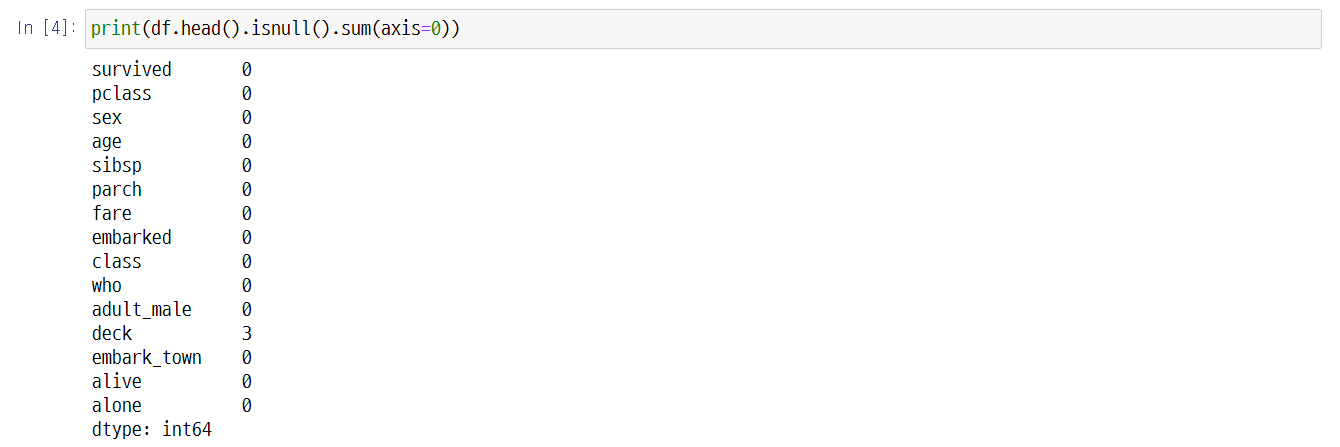 In [4]: print(df.head().isnull().sum(axis=0))
survived 0
pclass 0
sex 0
age 0
sibsp 0
parch 0
fare 0
embarked 0
class 0
who 0
adult_male 0
deck 3
embark_town 0
alive 0
alone 0
dtype: int64